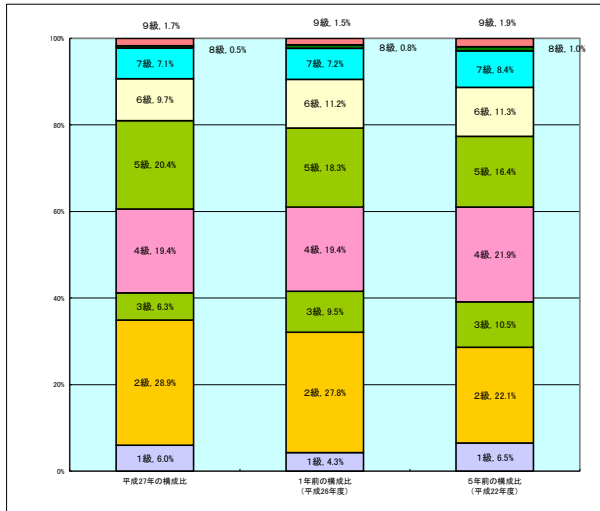 9級, 1.7%
9級, 1.5%
9級, 1.9%
100%
8級, 0.5%
8級, 0.8%
8級, 1.0%
7級, 7.1%
7級, 7.2%
7級, 8.4%
6級, 9.7%
6級, 11.2%
6級, 11.3%
80%
5級, 20.4%
5級, 18.3%
5級, 16.4%
60%
4級, 19.4%
4級, 19.4%
4級, 21.9%
40%
3級, 6.3%
3級, 9.5%
3級, 10.5%
2級, 28.9%
2級, 27.8%
2級, 22.1%
20%
1級, 6.0%
1級, 4.3%
1級, 6.5%
0%
平成27年の構成比
1年前の構成比
(平成26年度)
5年前の構成比
(平成22年度)